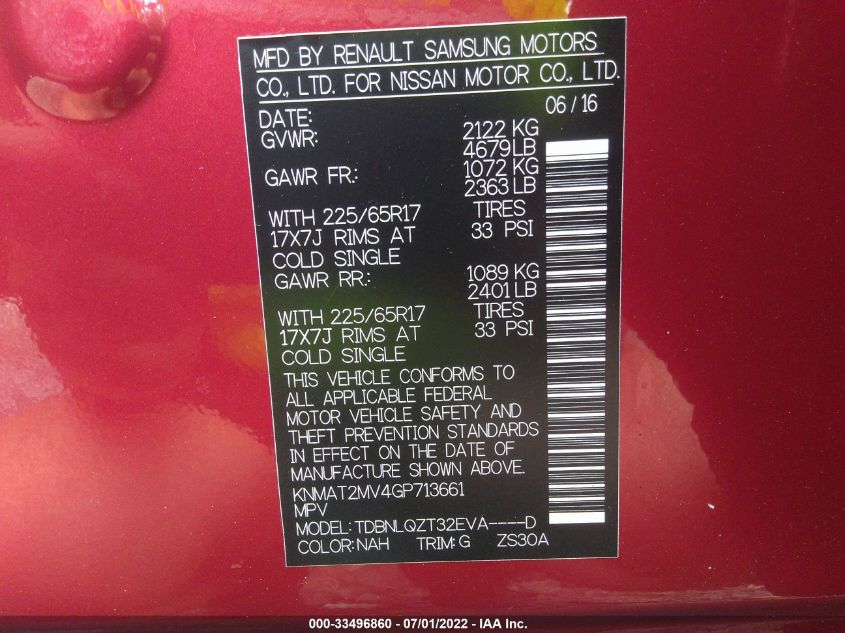 MFD BY RENAULT SAMSUNG MOTORS
CO., LTD. FOR NISSAN MOTOR CO., LTD.
DATE: 06 / 16
GVWR: 2122 KG
4679 LB
GAWR FR.: 1072 KG
2363 LB
WITH 225/65R17 TIRES
17X7J RIMS AT 33 PSI
COLD SINGLE
GAWR RR.: 1089 KG
2401 LB
WITH 225/65R17 TIRES
17X7J RIMS AT 33 PSI
COLD SINGLE
THIS VEHICLE CONFORMS TO
ALL APPLICABLE FEDERAL
MOTOR VEHICLE SAFETY AND
THEFT PREVENTION STANDARDS
IN EFFECT ON THE DATE OF
MANUFACTURE SHOWN ABOVE.
KNMAT2MV4GP713661
MPV
MODEL: TDBNLQZT32EVA----D
COLOR: NAH TRIM: G ZS30A
000-33496860 - 07/01/2022 - IAA Inc.